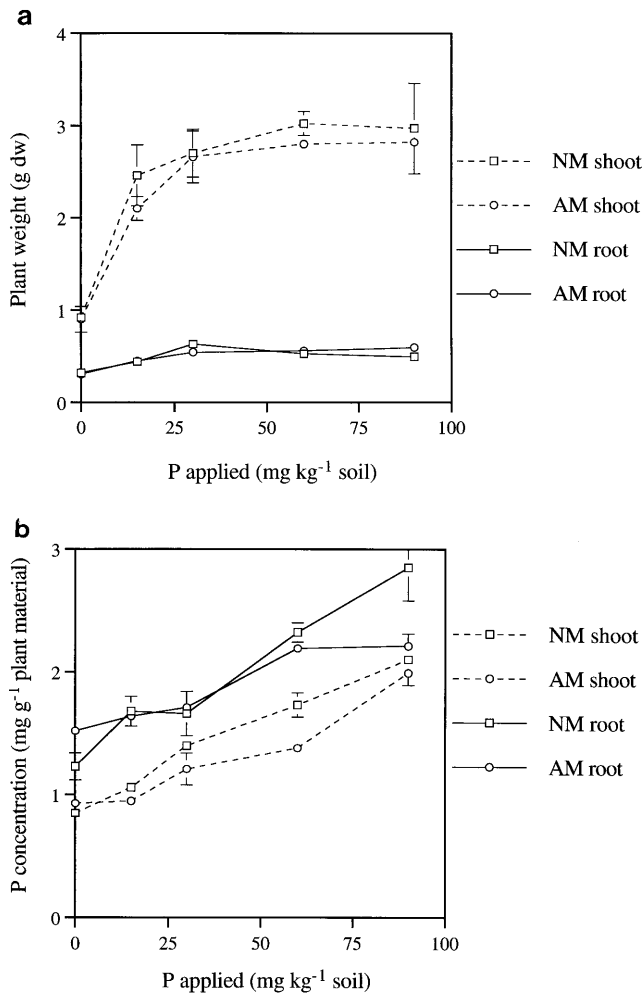 a
4
3
2
1
0
Plant weight (g dw)
0 25 50 75 100
P applied (mg kg⁻¹ soil)
NM shoot
AM shoot
NM root
AM root
b
3
2
1
0
P concentration (mg g⁻¹ plant material)
0 25 50 75 100
P applied (mg kg⁻¹ soil)
NM shoot
AM shoot
NM root
AM root